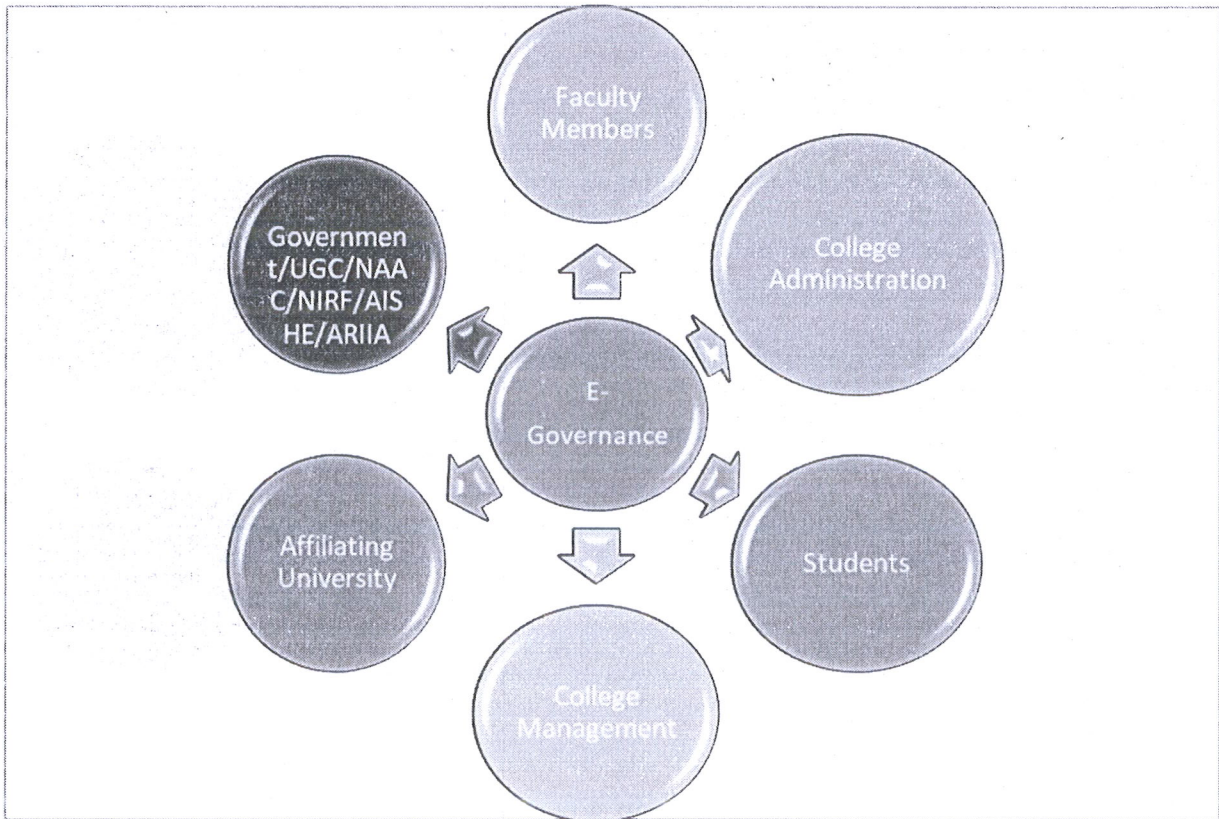 Faculty
Members
College
Administration
Students
College
Management
Affiliating
University
Governmen
t/UGC/NAA
C/NIRF/AIS
HE/ARIIA
E-
Governance